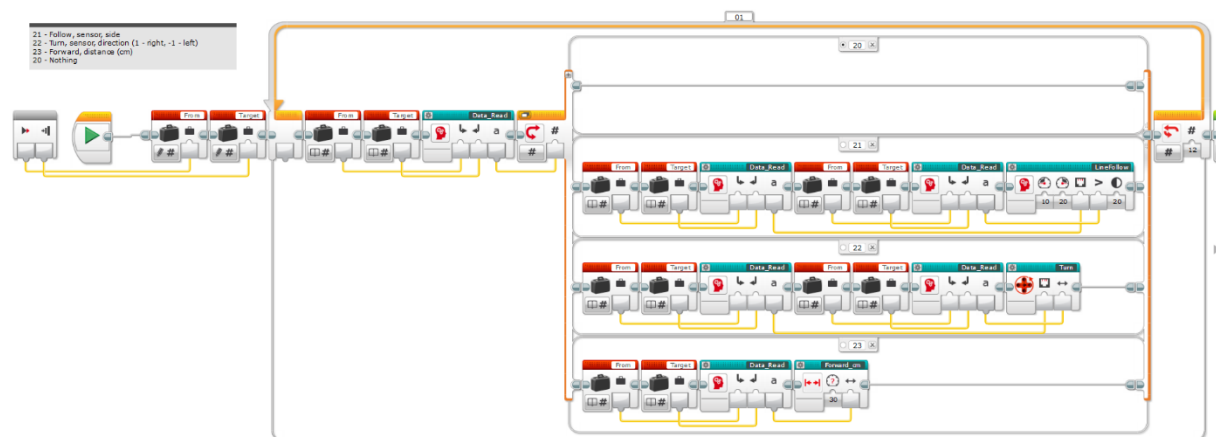 01
21 - Follow, sensor, side
22 - Turn, sensor, direction (1 - right, -1 - left)
23 - Forward, distance (cm)
20 - Nothing
20 x
From Target From Target Data_Read
# # # # a # #
# 12
21 x
From Target Data_Read From Target Data_Read LineFollow
# # a # # a >
10 20 20
22 x
From Target Data_Read From Target Data_Read Turn
# # a # # a
23 x
From Target Data_Read Forward_cm
# # a ?
30